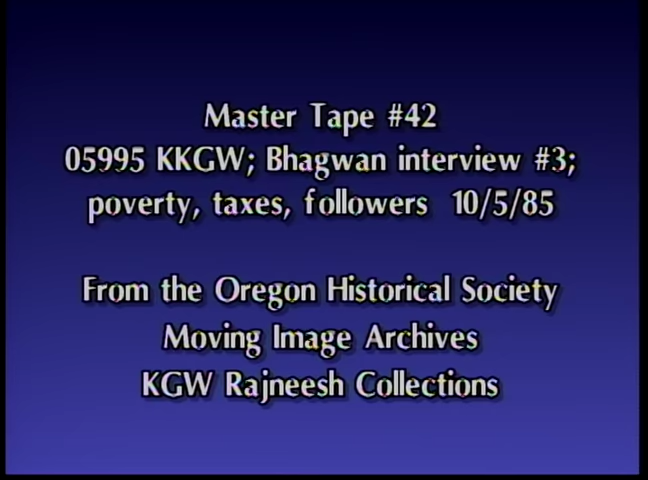 Master Tape #42
05995 KKGW; Bhagwan interview #3;
poverty, taxes, followers 10/5/85
From the Oregon Historical Society
Moving Image Archives
KGW Rajneesh Collections